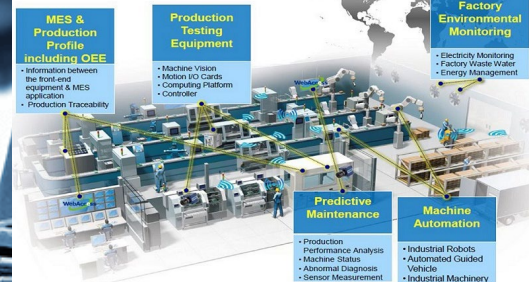 MES &
Production
Profile
including OEE
• Information between
the front-end
equipment & MES
application
• Production Traceability
Production
Testing
Equipment
• Machine Vision
• Motion I/O Cards
• Computing Platform
• Controller
Factory
Environmental
Monitoring
• Electricity Monitoring
• Factory Waste Water
• Energy Management
Predictive
Maintenance
• Production
Performance Analysis
• Machine Status
• Abnormal Diagnosis
• Sensor Measurement
Machine
Automation
• Industrial Robots
• Automated Guided
Vehicle
• Industrial Machinery